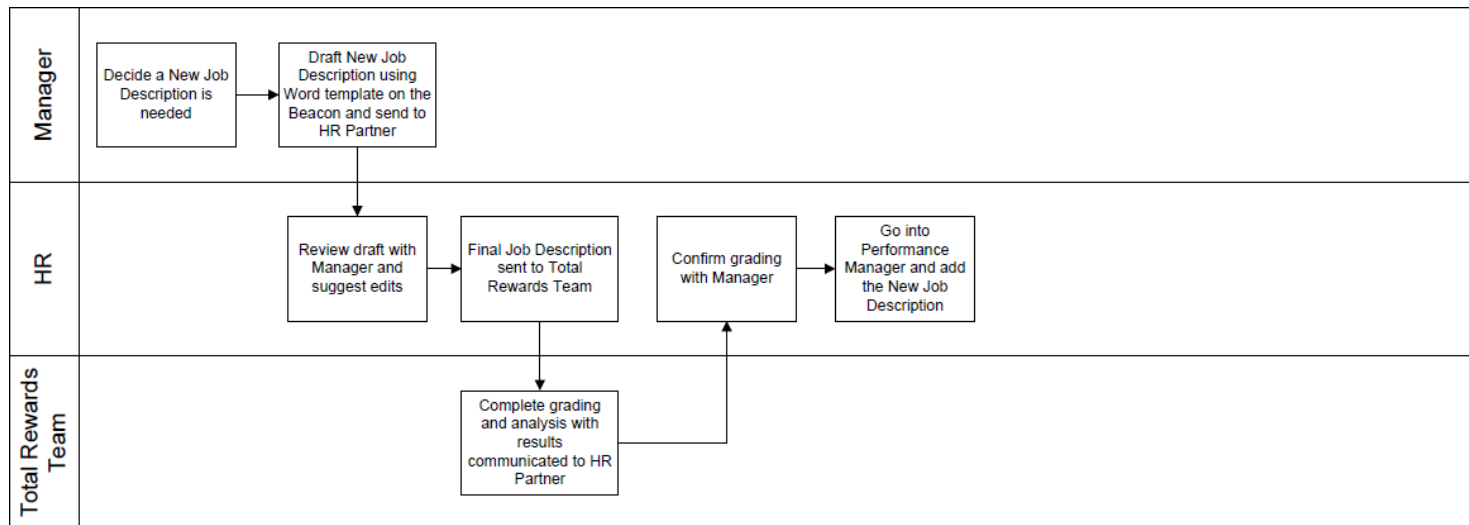 Manager
Decide a New Job
Description is
needed
Draft New Job
Description using
Word template on the
Beacon and send to
HR Partner
HR
Review draft with
Manager and
suggest edits
Final Job Description
sent to Total
Rewards Team
Confirm grading
with Manager
Go into
Performance
Manager and add
the New Job
Description
Total Rewards
Team
Complete grading
and analysis with
results
communicated to HR
Partner